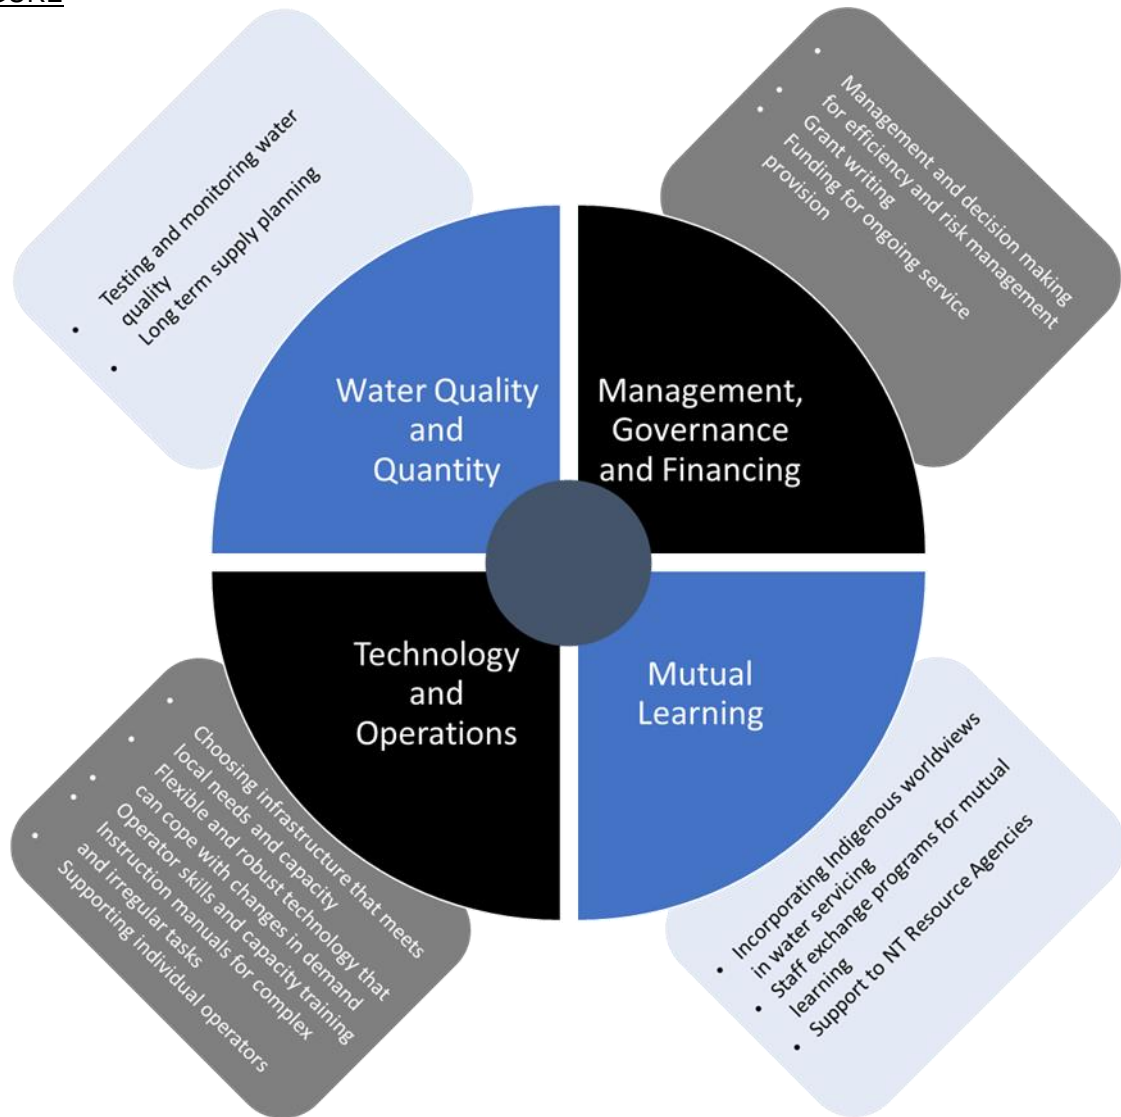 • Testing and monitoring water
quality
• Long term supply planning
• Management and decision making
for efficiency and risk management
• Grant writing
• Funding for ongoing service
provision
Water Quality
and
Quantity
Management,
Governance
and Financing
Technology
and
Operations
Mutual
Learning
• Choosing infrastructure that meets
local needs and capacity
• Flexible and robust technology that
can cope with changes in demand
• Operator skills and capacity training
• Instruction manuals for complex
and irregular tasks
• Supporting individual operators
• Incorporating Indigenous worldviews
in water servicing
• Staff exchange programs for mutual
learning
• Support to NT Resource Agencies